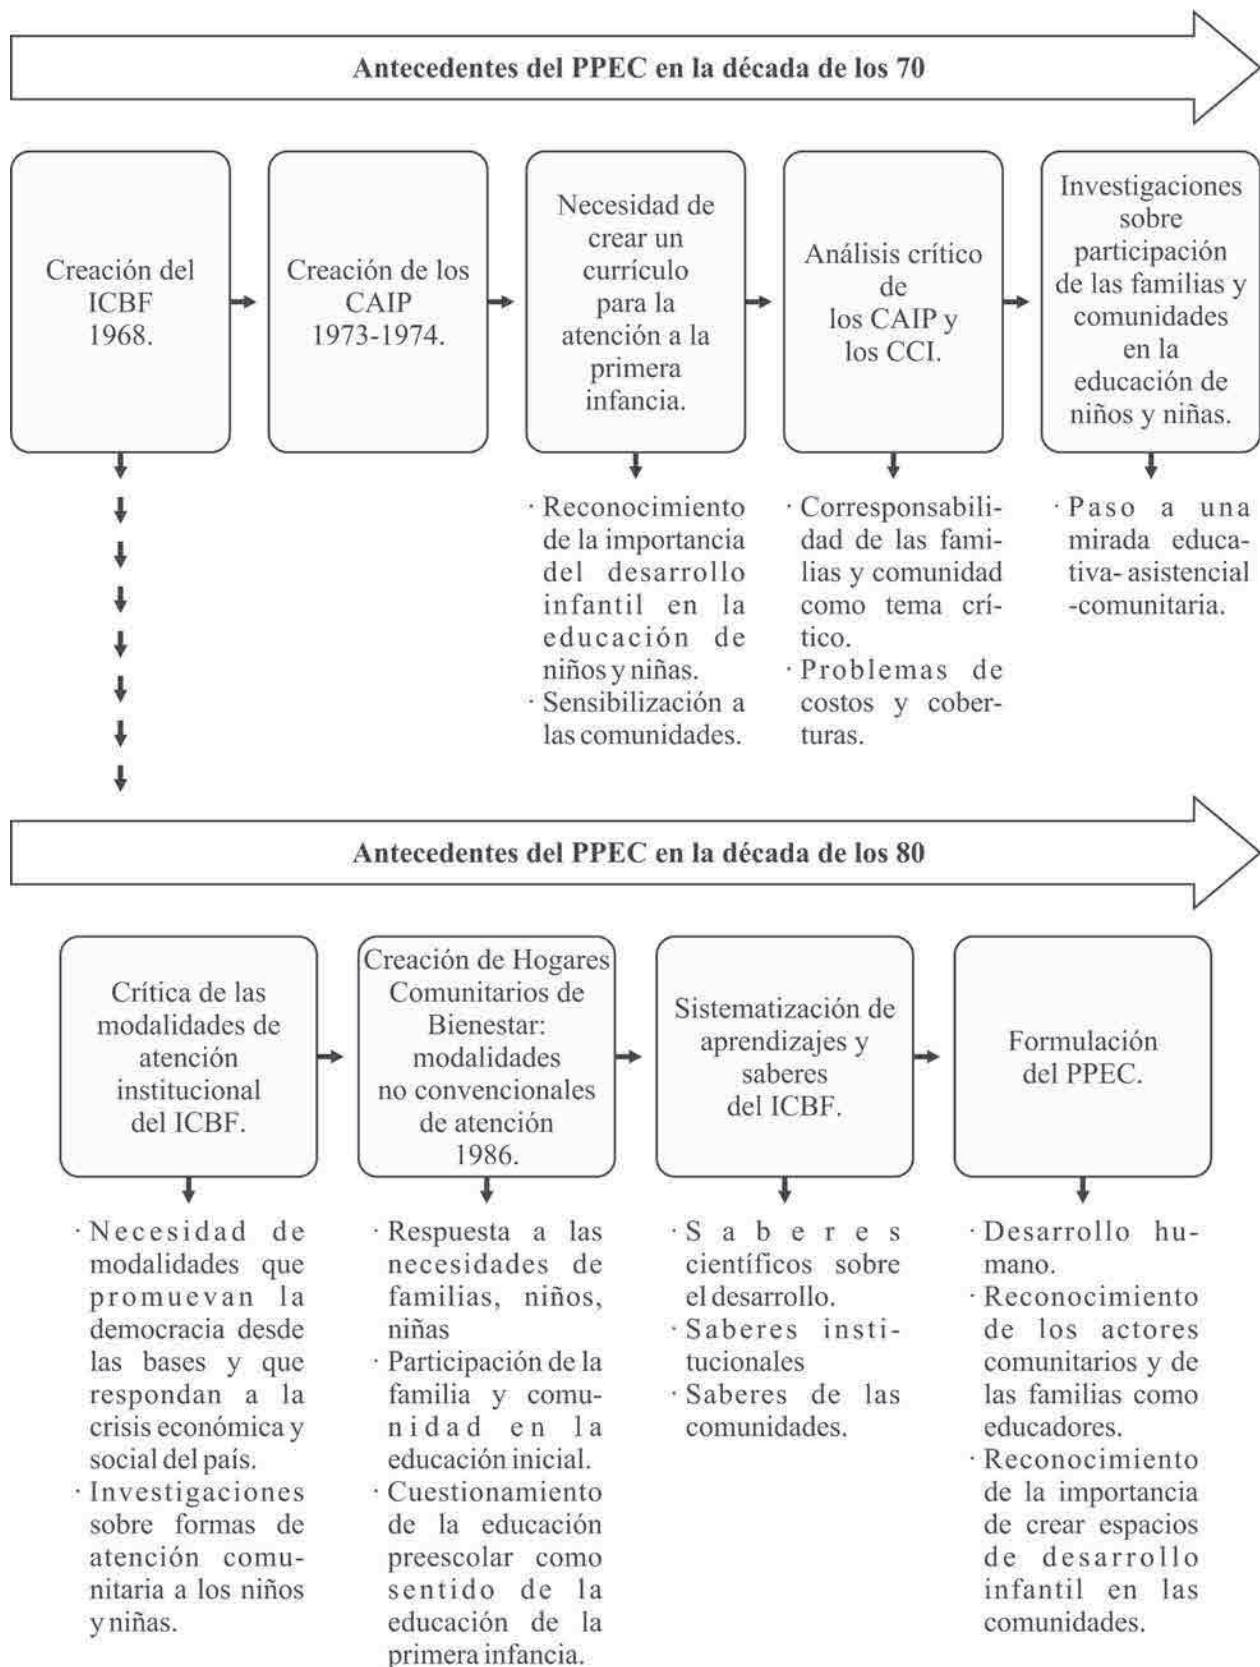 Antecedentes del PPEC en la década de los 70
Creación del
ICBF
1968.
Creación de los
CAIP
1973-1974.
Necesidad de
crear un
currículo
para la
atención a la
primera
infancia.
Análisis crítico
de
los CAIP y
los CCI.
Investigaciones
sobre
participación
de las familias y
comunidades
en la
educación de
niños y niñas.
· Reconocimiento
de la importancia
del desarrollo
infantil en la
educación de
niños y niñas.
· Sensibilización a
las comunidades.
· Corresponsabili-
dad de las fami-
lias y comunidad
como tema crí-
tico.
· Problemas de
costos y cober-
turas.
· Paso a una
mirada educa-
tiva- asistencial
-comunitaria.
Antecedentes del PPEC en la década de los 80
Crítica de las
modalidades de
atención
institucional
del ICBF.
Creación de Hogares
Comunitarios de
Bienestar:
modalidades
no convencionales
de atención
1986.
Sistematización de
aprendizajes y
saberes
del ICBF.
Formulación
del PPEC.
· Necesidad de
modalidades que
promuevan la
democracia desde
las bases y que
respondan a la
crisis económica y
social del país.
· Investigaciones
sobre formas de
atención comu-
nitaria a los niños
y niñas.
· Respuesta a las
necesidades de
familias, niños,
niñas
· Participación de la
familia y comu-
nidad en la
educación inicial.
· Cuestionamiento
de la educación
preescolar como
sentido de la
educación de la
primera infancia.
· Saberes
científicos sobre
el desarrollo.
· Saberes insti-
tucionales
· Saberes de las
comunidades.
· Desarrollo hu-
mano.
· Reconocimiento
de los actores
comunitarios y de
las familias como
educadores.
· Reconocimiento
de la importancia
de crear espacios
de desarrollo
infantil en las
comunidades.